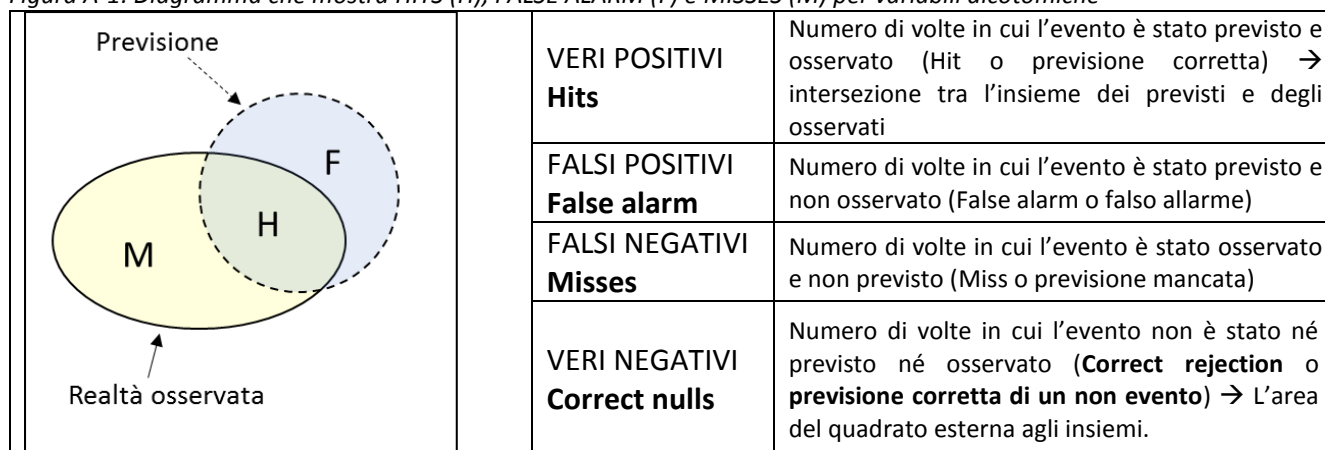 Figura A-1: Diagramma che mostra HITS (H), FALSE ALARM (F) e MISSES (M) per variabili dicotomiche
Previsione
F
H
M
Realtà osservata
VERI POSITIVI
Hits
Numero di volte in cui l’evento è stato previsto e
osservato (Hit o previsione corretta) →
intersezione tra l’insieme dei previsti e degli
osservati
FALSI POSITIVI
False alarm
Numero di volte in cui l’evento è stato previsto e
non osservato (False alarm o falso allarme)
FALSI NEGATIVI
Misses
Numero di volte in cui l’evento è stato osservato
e non previsto (Miss o previsione mancata)
VERI NEGATIVI
Correct nulls
Numero di volte in cui l’evento non è stato né
previsto né osservato (Correct rejection o
previsione corretta di un non evento) → L’area
del quadrato esterna agli insiemi.